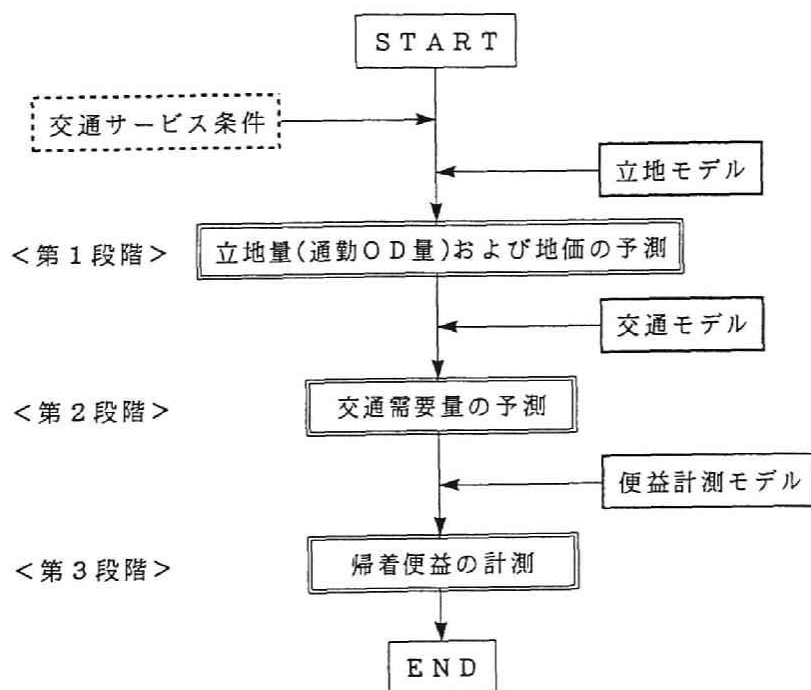 START
交通サービス条件
立地モデル
<第1段階>
立地量(通勤OD量)および地価の予測
交通モデル
<第2段階>
交通需要量の予測
便益計測モデル
<第3段階>
帰着便益の計測
END